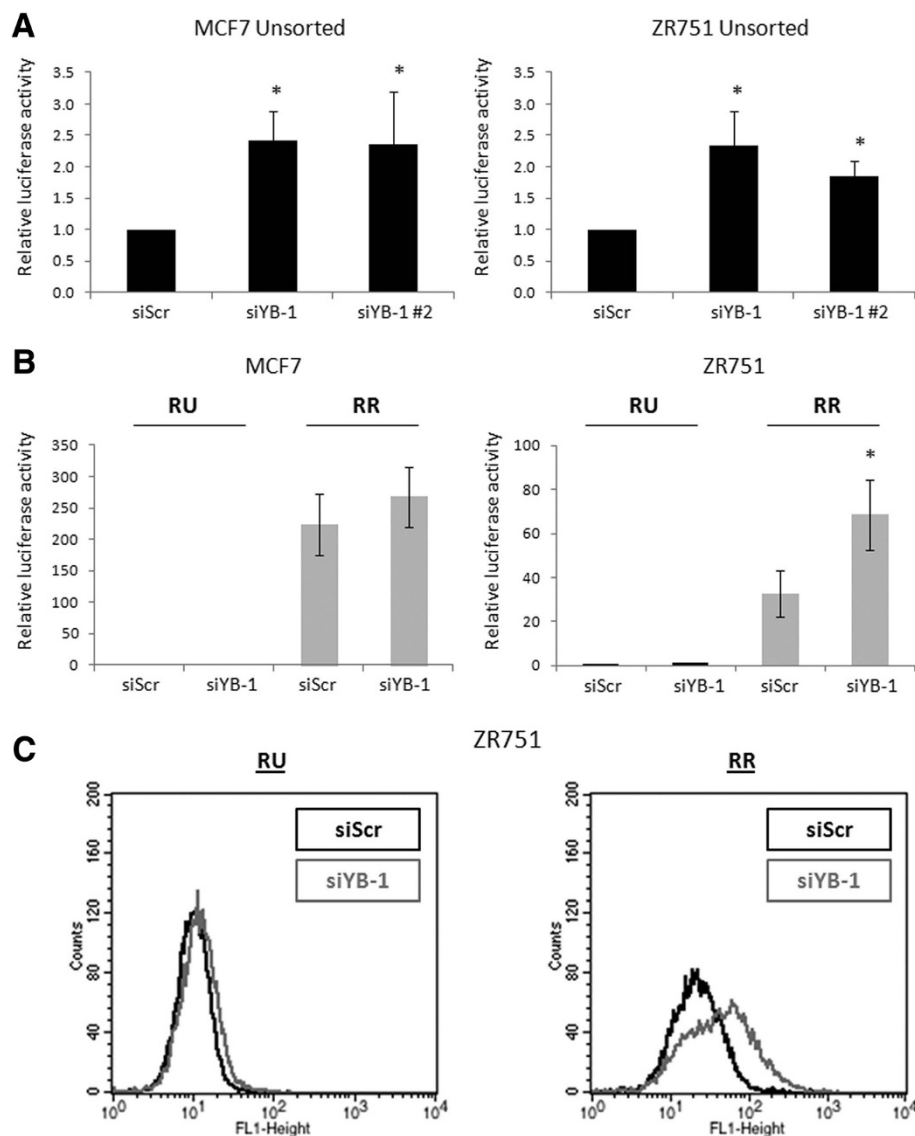 A
MCF7 Unsorted
Relative luciferase activity
3.5
3.0
2.5
2.0
1.5
1.0
0.5
0.0
*
*
siScr siYB-1 siYB-1 #2
ZR751 Unsorted
Relative luciferase activity
3.5
3.0
2.5
2.0
1.5
1.0
0.5
0.0
*
*
siScr siYB-1 siYB-1 #2
B
MCF7
RU RR
Relative luciferase activity
350
300
250
200
150
100
50
0
siScr siYB-1 siScr siYB-1
ZR751
RU RR
Relative luciferase activity
100
80
60
40
20
0
*
siScr siYB-1 siScr siYB-1
C
ZR751
RU
Counts
200
160
120
80
40
0
siScr
siYB-1
10^0 10^1 10^2 10^3 10^4
FL1-Height
RR
Counts
200
160
120
80
40
0
siScr
siYB-1
10^0 10^1 10^2 10^3 10^4
FL1-Height